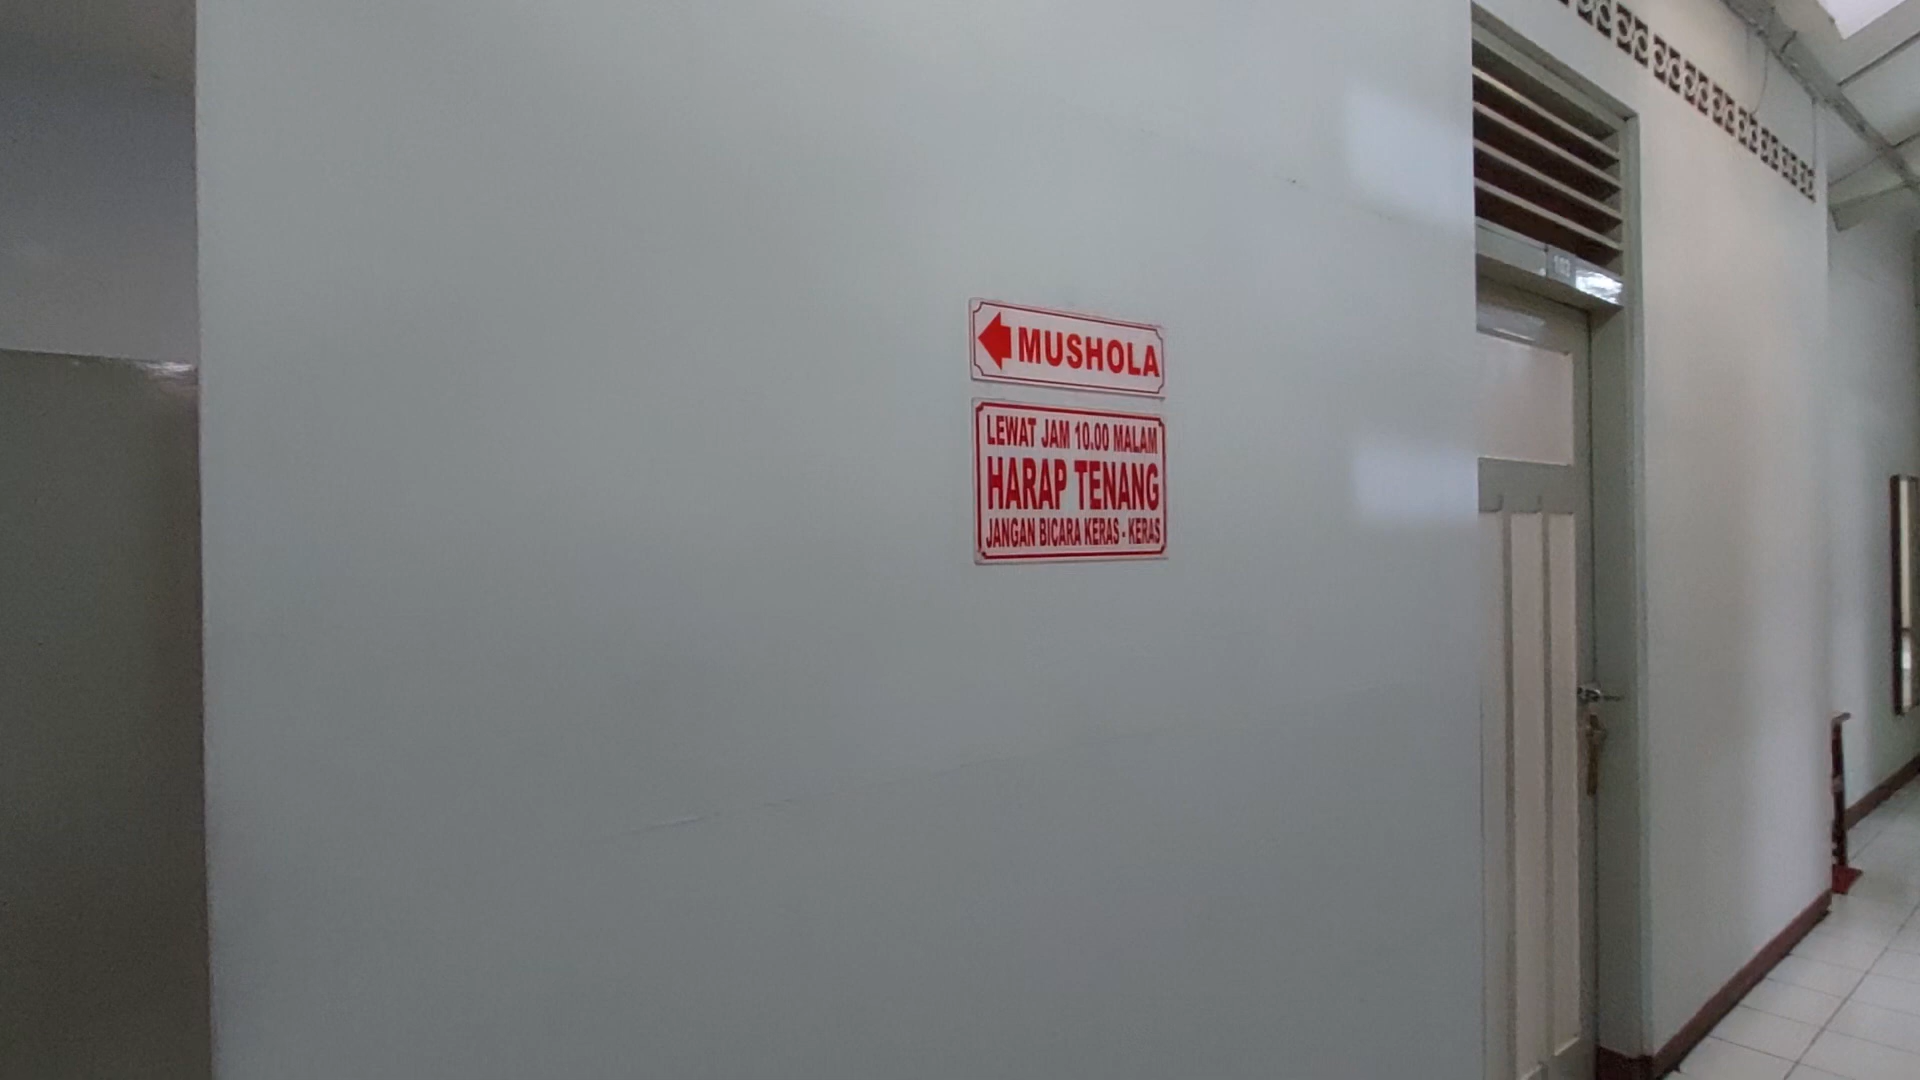 MUSHOLA
LEWAT JAM 10.00 MALAM
HARAP TENANG
JANGAN BICARA KERAS - KERAS